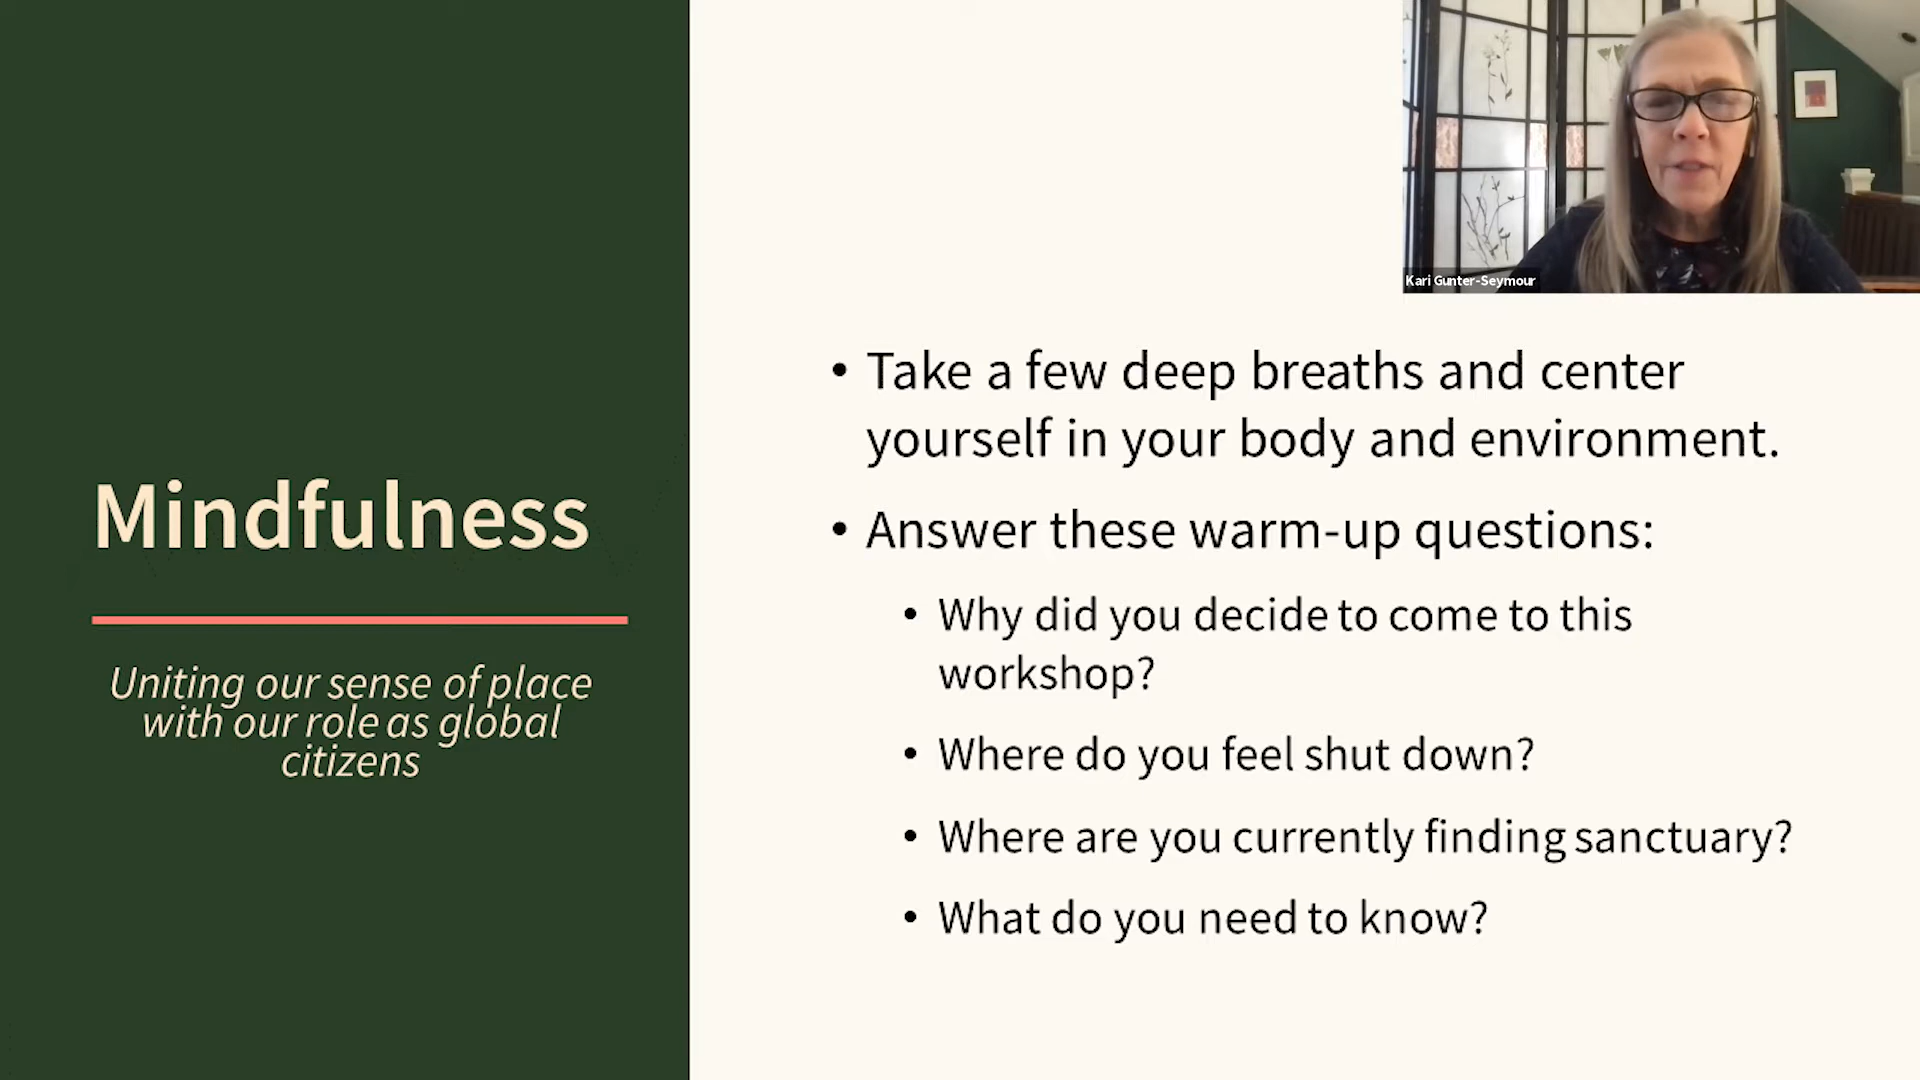 Mindfulness
Uniting our sense of place
with our role as global
citizens
Kari Gunter-Seymour
• Take a few deep breaths and center
yourself in your body and environment.
• Answer these warm-up questions:
• Why did you decide to come to this
workshop?
• Where do you feel shut down?
• Where are you currently finding sanctuary?
• What do you need to know?